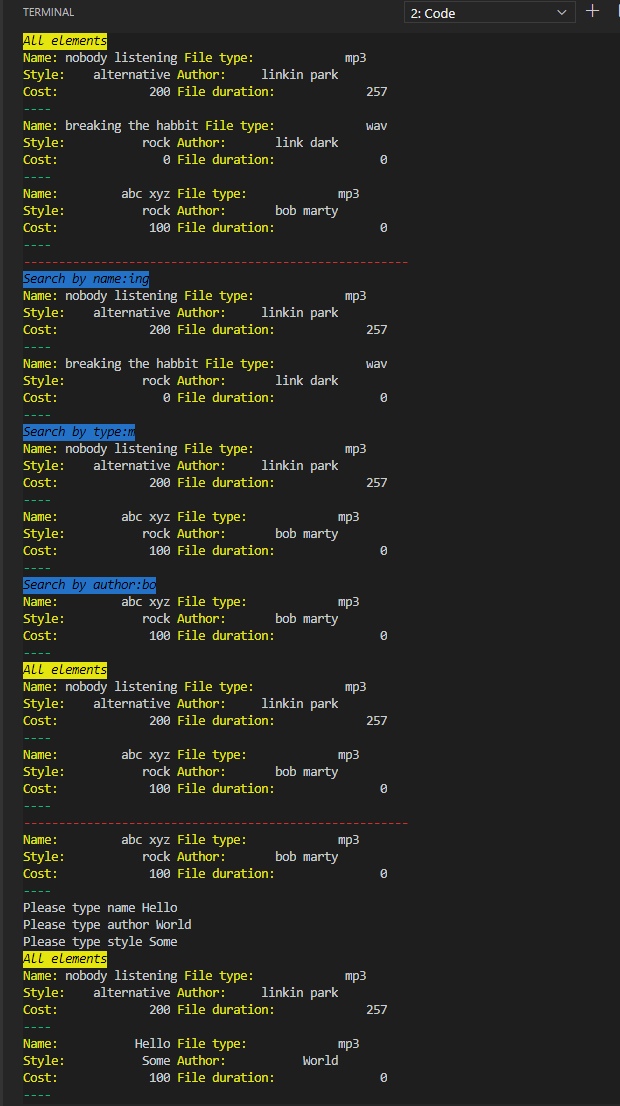 TERMINAL 2: Code
All elements
Name: nobody listening File type: mp3
Style: alternative Author: linkin park
Cost: 200 File duration: 257
----
Name: breaking the habbit File type: wav
Style: rock Author: link dark
Cost: 0 File duration: 0
----
Name: abc xyz File type: mp3
Style: rock Author: bob marty
Cost: 100 File duration: 0
----
-------------------------------------------------------
Search by name:ing
Name: nobody listening File type: mp3
Style: alternative Author: linkin park
Cost: 200 File duration: 257
----
Name: breaking the habbit File type: wav
Style: rock Author: link dark
Cost: 0 File duration: 0
----
Search by type:m
Name: nobody listening File type: mp3
Style: alternative Author: linkin park
Cost: 200 File duration: 257
----
Name: abc xyz File type: mp3
Style: rock Author: bob marty
Cost: 100 File duration: 0
----
Search by author:bo
Name: abc xyz File type: mp3
Style: rock Author: bob marty
Cost: 100 File duration: 0
----
All elements
Name: nobody listening File type: mp3
Style: alternative Author: linkin park
Cost: 200 File duration: 257
----
Name: abc xyz File type: mp3
Style: rock Author: bob marty
Cost: 100 File duration: 0
----
-------------------------------------------------------
Name: abc xyz File type: mp3
Style: rock Author: bob marty
Cost: 100 File duration: 0
----
Please type name Hello
Please type author World
Please type style Some
All elements
Name: nobody listening File type: mp3
Style: alternative Author: linkin park
Cost: 200 File duration: 257
----
Name: Hello File type: mp3
Style: Some Author: World
Cost: 100 File duration: 0
----